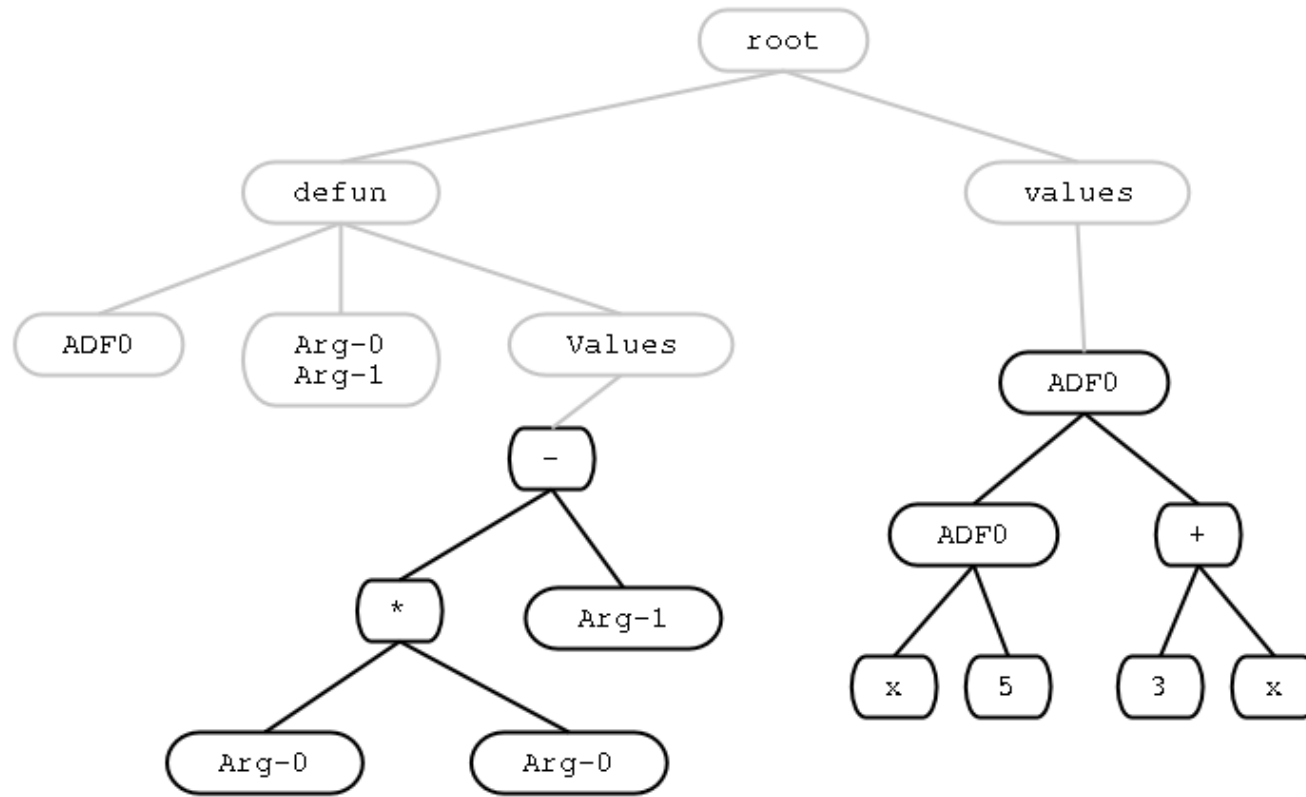 root
defun
values
ADF0
Arg-0
Arg-1
Values
ADF0
-
ADF0
+
*
Arg-1
x
5
3
x
Arg-0
Arg-0